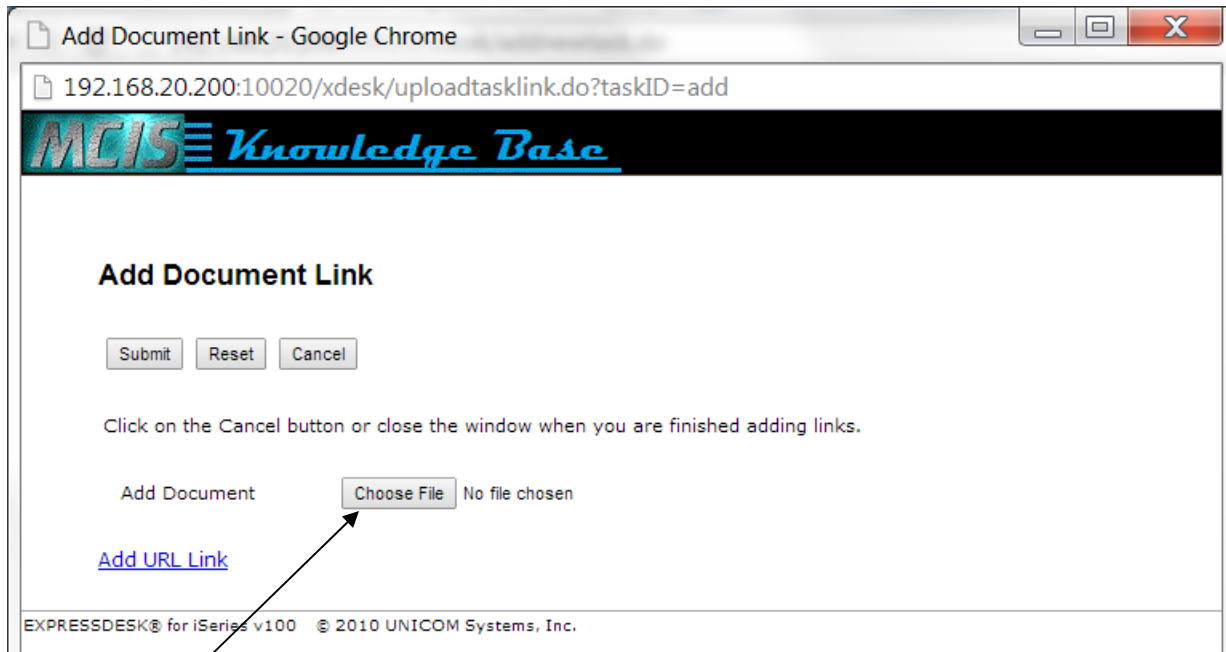 Add Document Link - Google Chrome
192.168.20.200:10020/xdesk/uploadtasklink.do?taskID=add
MCIS Knowledge Base
Add Document Link
Submit Reset Cancel
Click on the Cancel button or close the window when you are finished adding links.
Add Document Choose File No file chosen
Add URL Link
EXPRESSDESK® for iSeries v100 © 2010 UNICOM Systems, Inc.